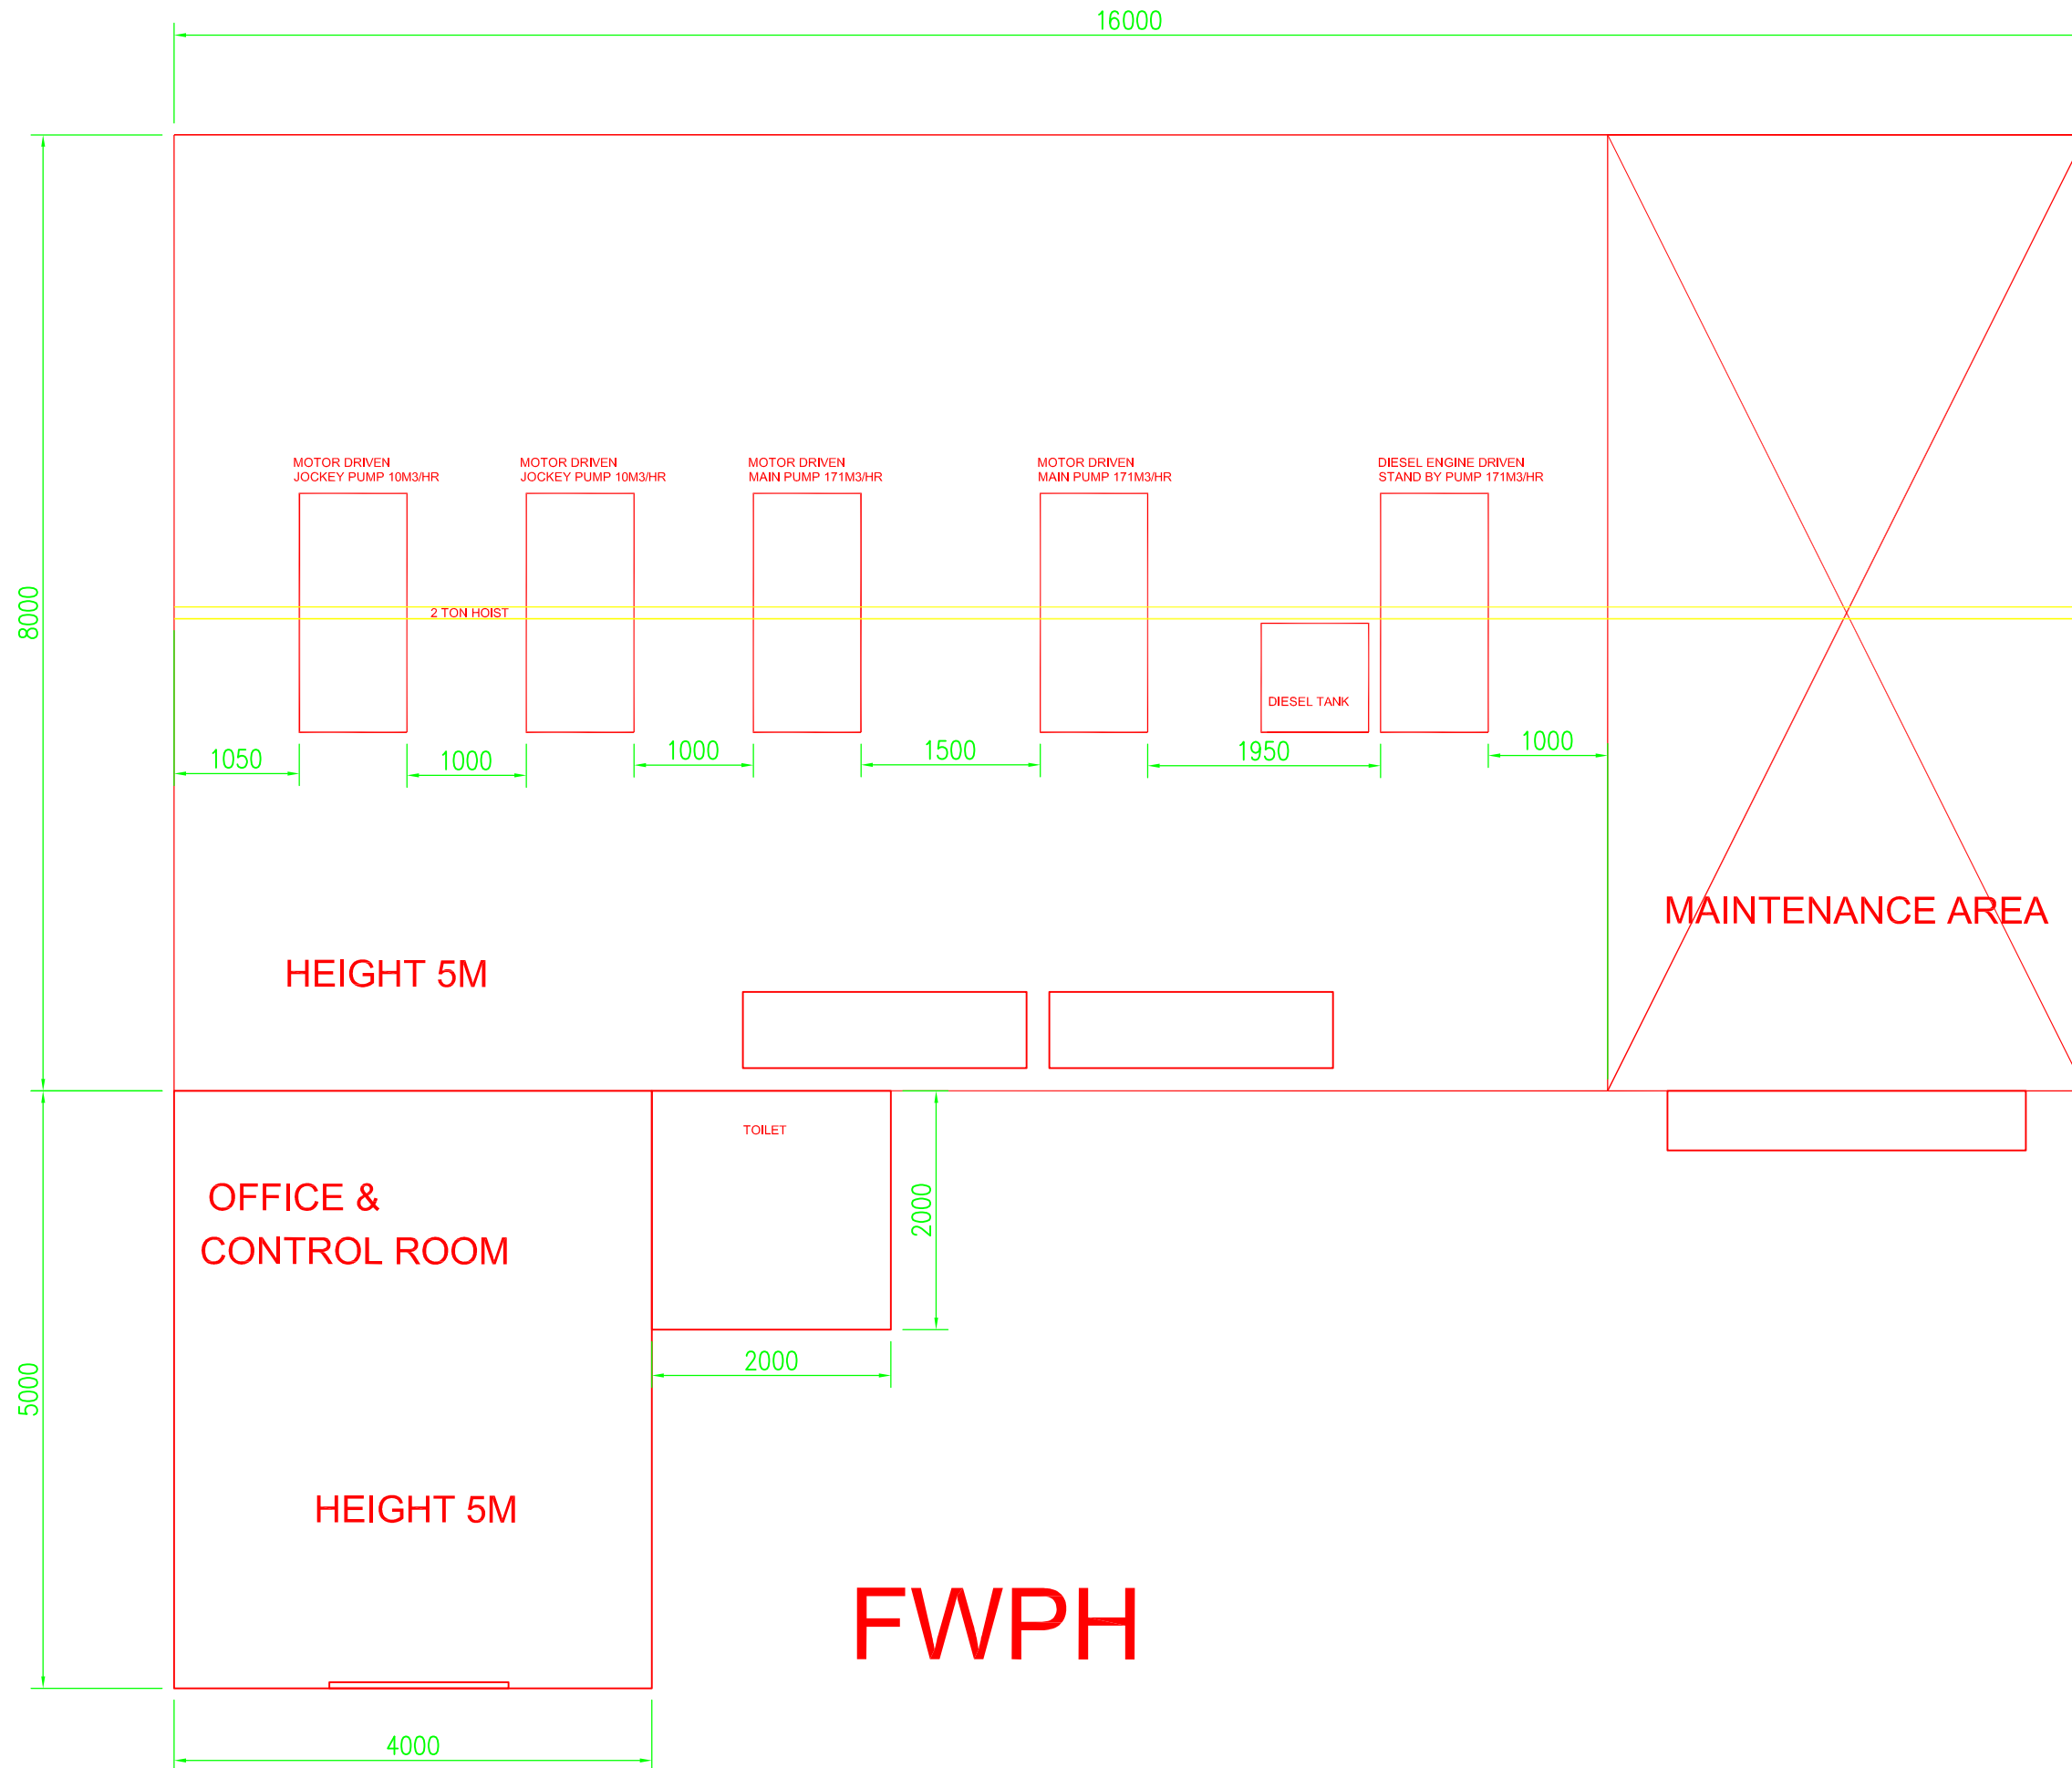 16000
MOTOR DRIVEN
JOCKEY PUMP 10M3/HR
MOTOR DRIVEN
JOCKEY PUMP 10M3/HR
MOTOR DRIVEN
MAIN PUMP 171M3/HR
MOTOR DRIVEN
MAIN PUMP 171M3/HR
DIESEL ENGINE DRIVEN
STAND BY PUMP 171M3/HR
8000
2 TON HOIST
DIESEL TANK
1050
1000
1000
1500
1950
1000
MAINTENANCE AREA
HEIGHT 5M
TOILET
OFFICE &
CONTROL ROOM
2000
2000
5000
HEIGHT 5M
FWPH
4000